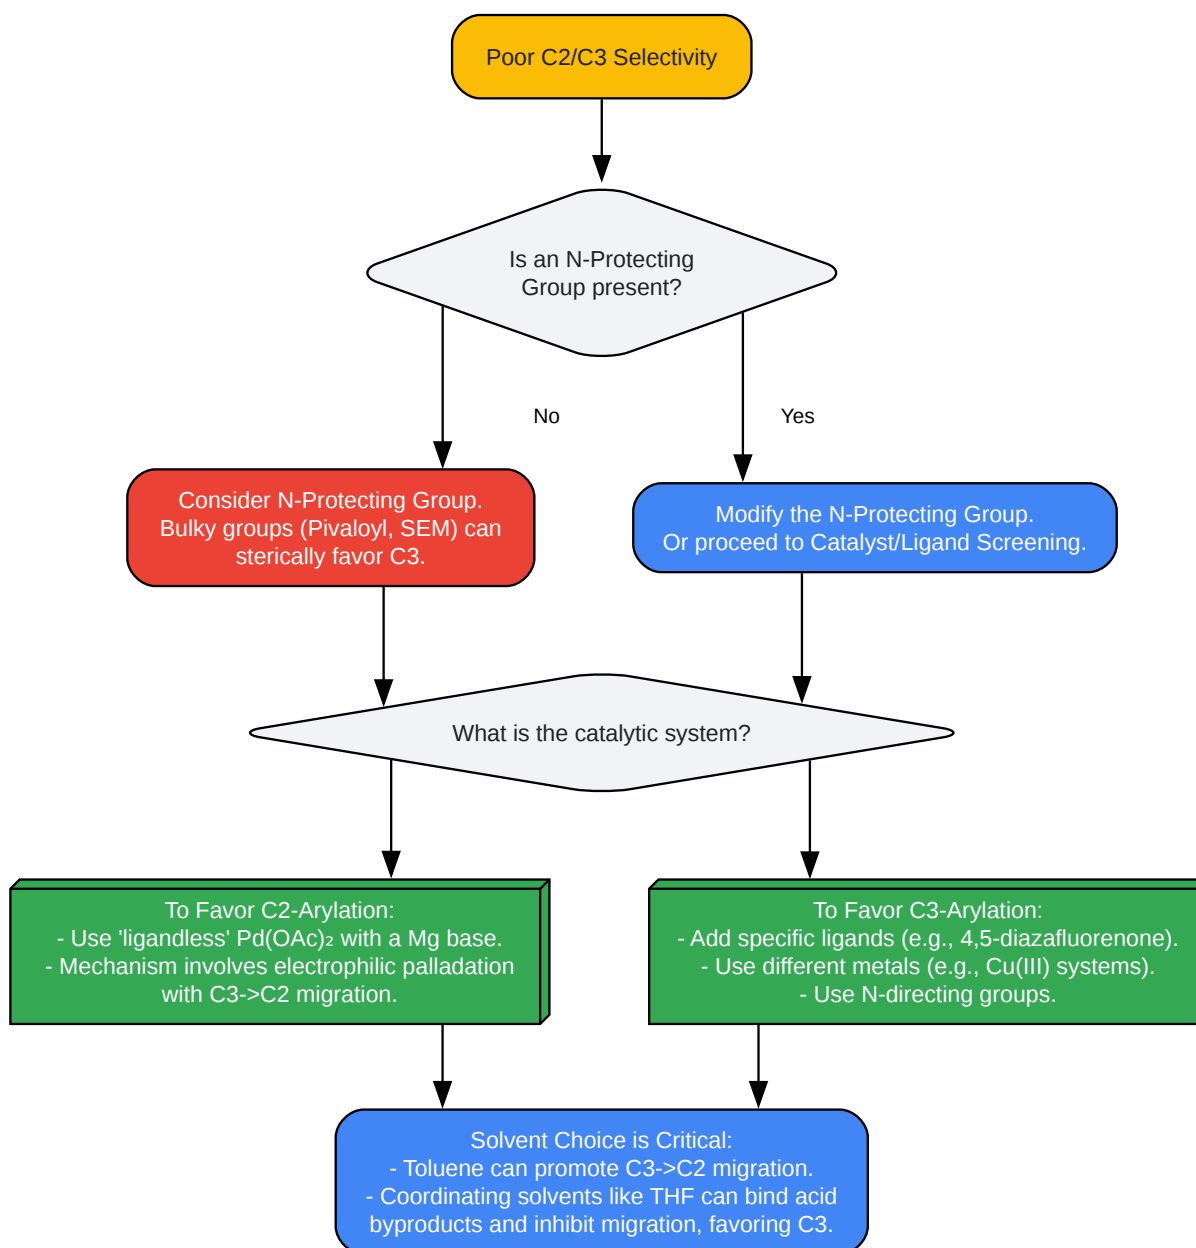 Poor C2/C3 Selectivity
Is an N-Protecting
Group present?
No
Yes
Consider N-Protecting Group.
Bulky groups (Pivaloyl, SEM) can
sterically favor C3.
Modify the N-Protecting Group.
Or proceed to Catalyst/Ligand Screening.
What is the catalytic system?
To Favor C2-Arylation:
- Use 'ligandless' Pd(OAc)₂ with a Mg base.
- Mechanism involves electrophilic palladation
with C3->C2 migration.
To Favor C3-Arylation:
- Add specific ligands (e.g., 4,5-diazafluorenone).
- Use different metals (e.g., Cu(III) systems).
- Use N-directing groups.
Solvent Choice is Critical:
- Toluene can promote C3->C2 migration.
- Coordinating solvents like THF can bind acid
byproducts and inhibit migration, favoring C3.